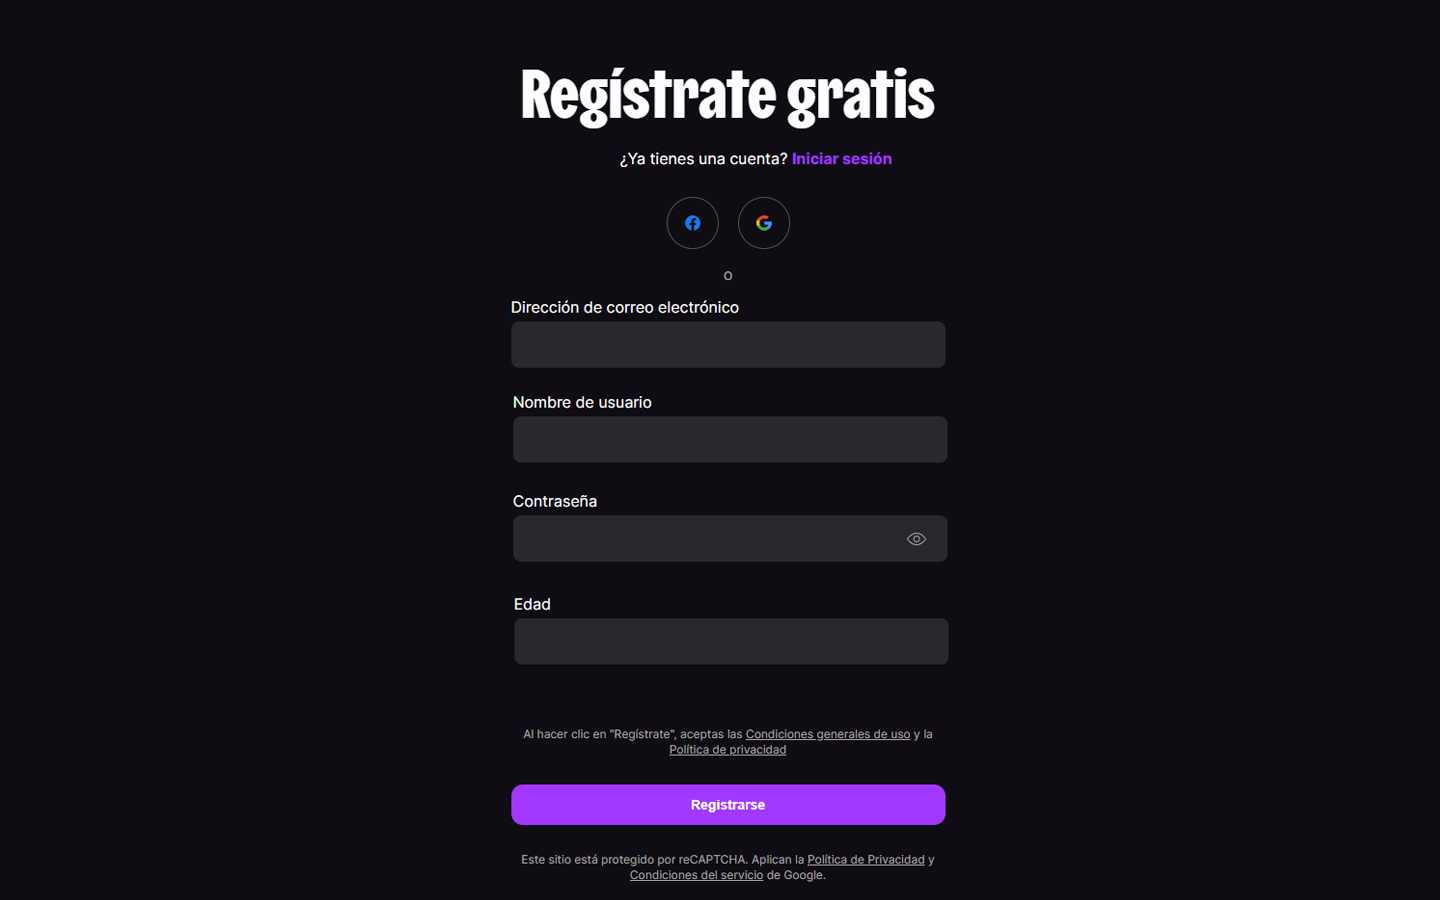 Regístrate gratis
¿Ya tienes una cuenta? Iniciar sesión
o
Dirección de correo electrónico
Nombre de usuario
Contraseña
Edad
Al hacer clic en "Regístrate", aceptas las Condiciones generales de uso y la
Política de privacidad
Registrarse
Este sitio está protegido por reCAPTCHA. Aplican la Política de Privacidad y
Condiciones del servicio de Google.